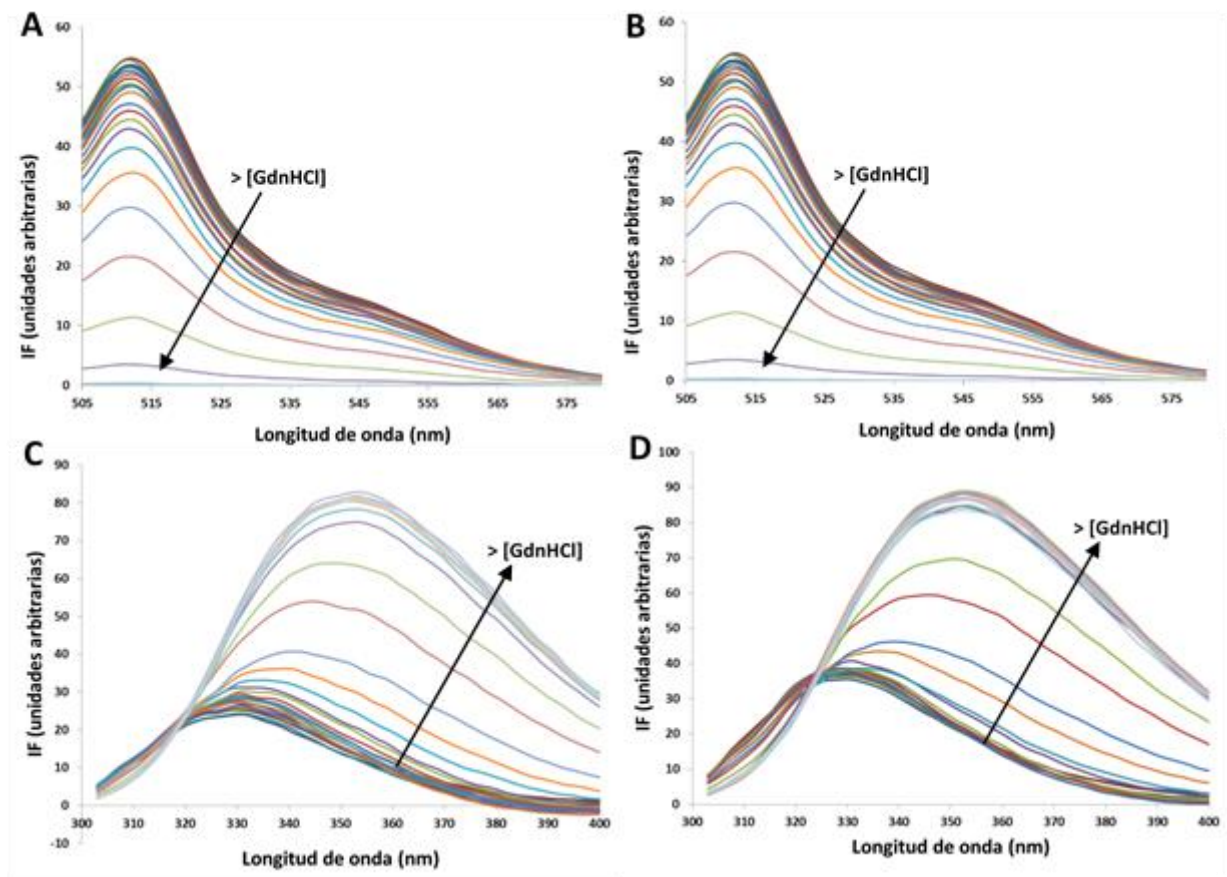 A
60
50
40
30
20
10
0
IF (unidades arbitrarias)
> [GdnHCl]
505 515 525 535 545 555 565 575
Longitud de onda (nm)
B
60
50
40
30
20
10
0
IF (unidades arbitrarias)
> [GdnHCl]
505 515 525 535 545 555 565 575
Longitud de onda (nm)
C
90
80
70
60
50
40
30
20
10
0
-10
IF (unidades arbitrarias)
> [GdnHCl]
300 310 320 330 340 350 360 370 380 390 400
Longitud de onda (nm)
D
100
90
80
70
60
50
40
30
20
10
0
IF (unidades arbitrarias)
> [GdnHCl]
300 310 320 330 340 350 360 370 380 390 400
Longitud de onda (nm)